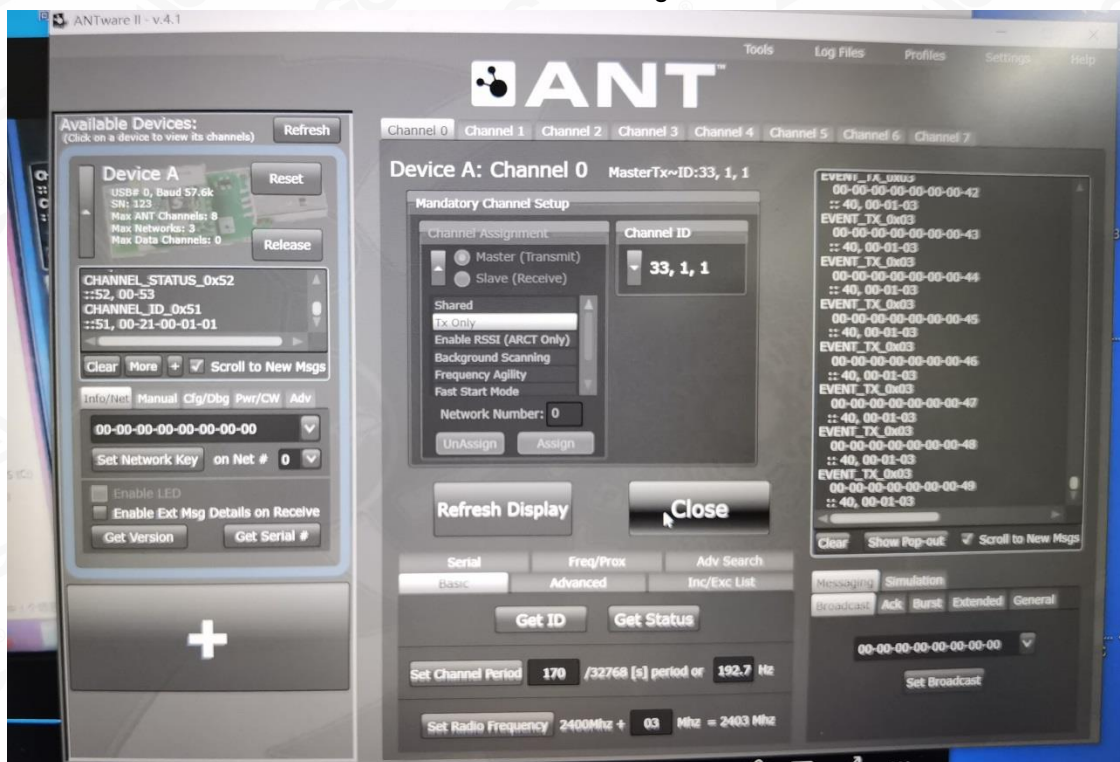 ANTware II - v.4.1
Tools Log Files Profiles Settings Help
ANT
Available Devices:
(Click on a device to view its channels)
Refresh
Device A
USB# 0, Baud 57.6k
SN: 123
Max ANT Channels: 8
Max Networks: 3
Max Data Channels: 0
Reset
Release
CHANNEL_STATUS_0x52
::52, 00-53
CHANNEL_ID_0x51
::51, 00-21-00-01-01
Clear More + Scroll to New Msgs
Info/Net Manual Cfg/Dbg Pwr/CW Adv
00-00-00-00-00-00-00-00
Set Network Key on Net # 0
Enable LED
Enable Ext Msg Details on Receive
Get Version Get Serial #
+
Channel 0 Channel 1 Channel 2 Channel 3 Channel 4 Channel 5 Channel 6 Channel 7
Device A: Channel 0 MasterTx~ID:33, 1, 1
Mandatory Channel Setup
Channel Assignment
Master (Transmit)
Slave (Receive)
Shared
Tx Only
Enable RSSI (ARCT Only)
Background Scanning
Frequency Agility
Fast Start Mode
Network Number: 0
UnAssign Assign
Channel ID
33, 1, 1
Refresh Display Close
Serial Freq/Prox Adv Search
Basic Advanced Inc/Exc List
Get ID Get Status
Set Channel Period 170 /32768 [s] period or 192.7 Hz
Set Radio Frequency 2400Mhz + 03 Mhz = 2403 Mhz
EVENT_TX_0x03
00-00-00-00-00-00-00-42
:: 40, 00-01-03
EVENT_TX_0x03
00-00-00-00-00-00-00-43
:: 40, 00-01-03
EVENT_TX_0x03
00-00-00-00-00-00-00-44
:: 40, 00-01-03
EVENT_TX_0x03
00-00-00-00-00-00-00-45
:: 40, 00-01-03
EVENT_TX_0x03
00-00-00-00-00-00-00-46
:: 40, 00-01-03
EVENT_TX_0x03
00-00-00-00-00-00-00-47
:: 40, 00-01-03
EVENT_TX_0x03
00-00-00-00-00-00-00-48
:: 40, 00-01-03
EVENT_TX_0x03
00-00-00-00-00-00-00-49
:: 40, 00-01-03
Clear Show Pop-out Scroll to New Msgs
Messaging Simulation
Broadcast Ack Burst Extended General
00-00-00-00-00-00-00-00
Set Broadcast